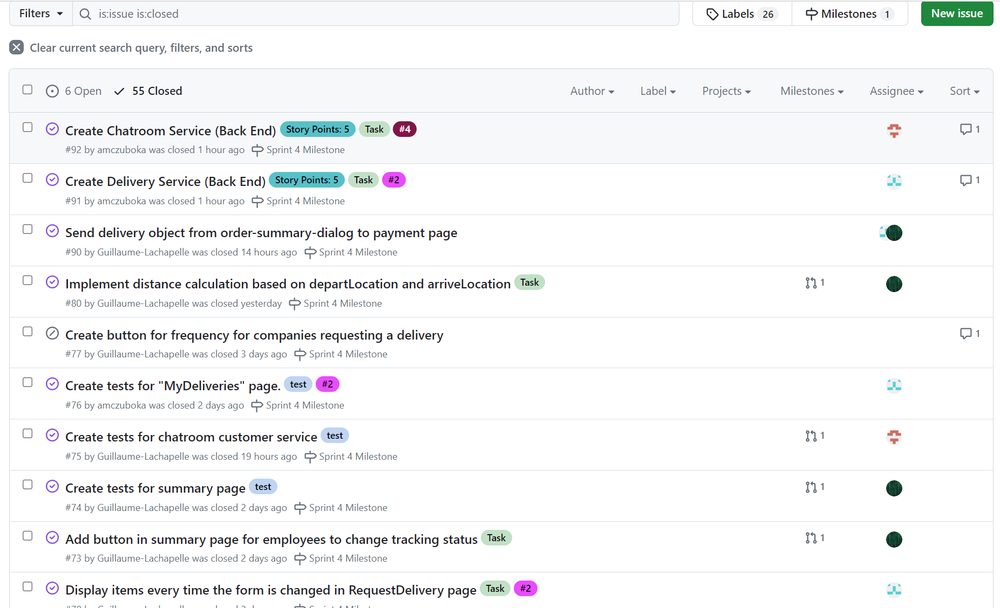 Filters is:issue is:closed Labels 26 Milestones 1 New issue
Clear current search query, filters, and sorts
6 Open 55 Closed Author Label Projects Milestones Assignee Sort
Create Chatroom Service (Back End) Story Points: 5 Task #4 1
#92 by amczuboka was closed 1 hour ago Sprint 4 Milestone
Create Delivery Service (Back End) Story Points: 5 Task #2 1
#91 by amczuboka was closed 1 hour ago Sprint 4 Milestone
Send delivery object from order-summary-dialog to payment page
#90 by Guillaume-Lachapelle was closed 14 hours ago Sprint 4 Milestone
Implement distance calculation based on departLocation and arriveLocation Task 1
#80 by Guillaume-Lachapelle was closed yesterday Sprint 4 Milestone
Create button for frequency for companies requesting a delivery 1
#77 by Guillaume-Lachapelle was closed 3 days ago Sprint 4 Milestone
Create tests for "MyDeliveries" page. test #2
#76 by amczuboka was closed 2 days ago Sprint 4 Milestone
Create tests for chatroom customer service test 1
#75 by Guillaume-Lachapelle was closed 19 hours ago Sprint 4 Milestone
Create tests for summary page test 1
#74 by Guillaume-Lachapelle was closed 2 days ago Sprint 4 Milestone
Add button in summary page for employees to change tracking status Task 1
#73 by Guillaume-Lachapelle was closed 2 days ago Sprint 4 Milestone
Display items every time the form is changed in RequestDelivery page Task #2